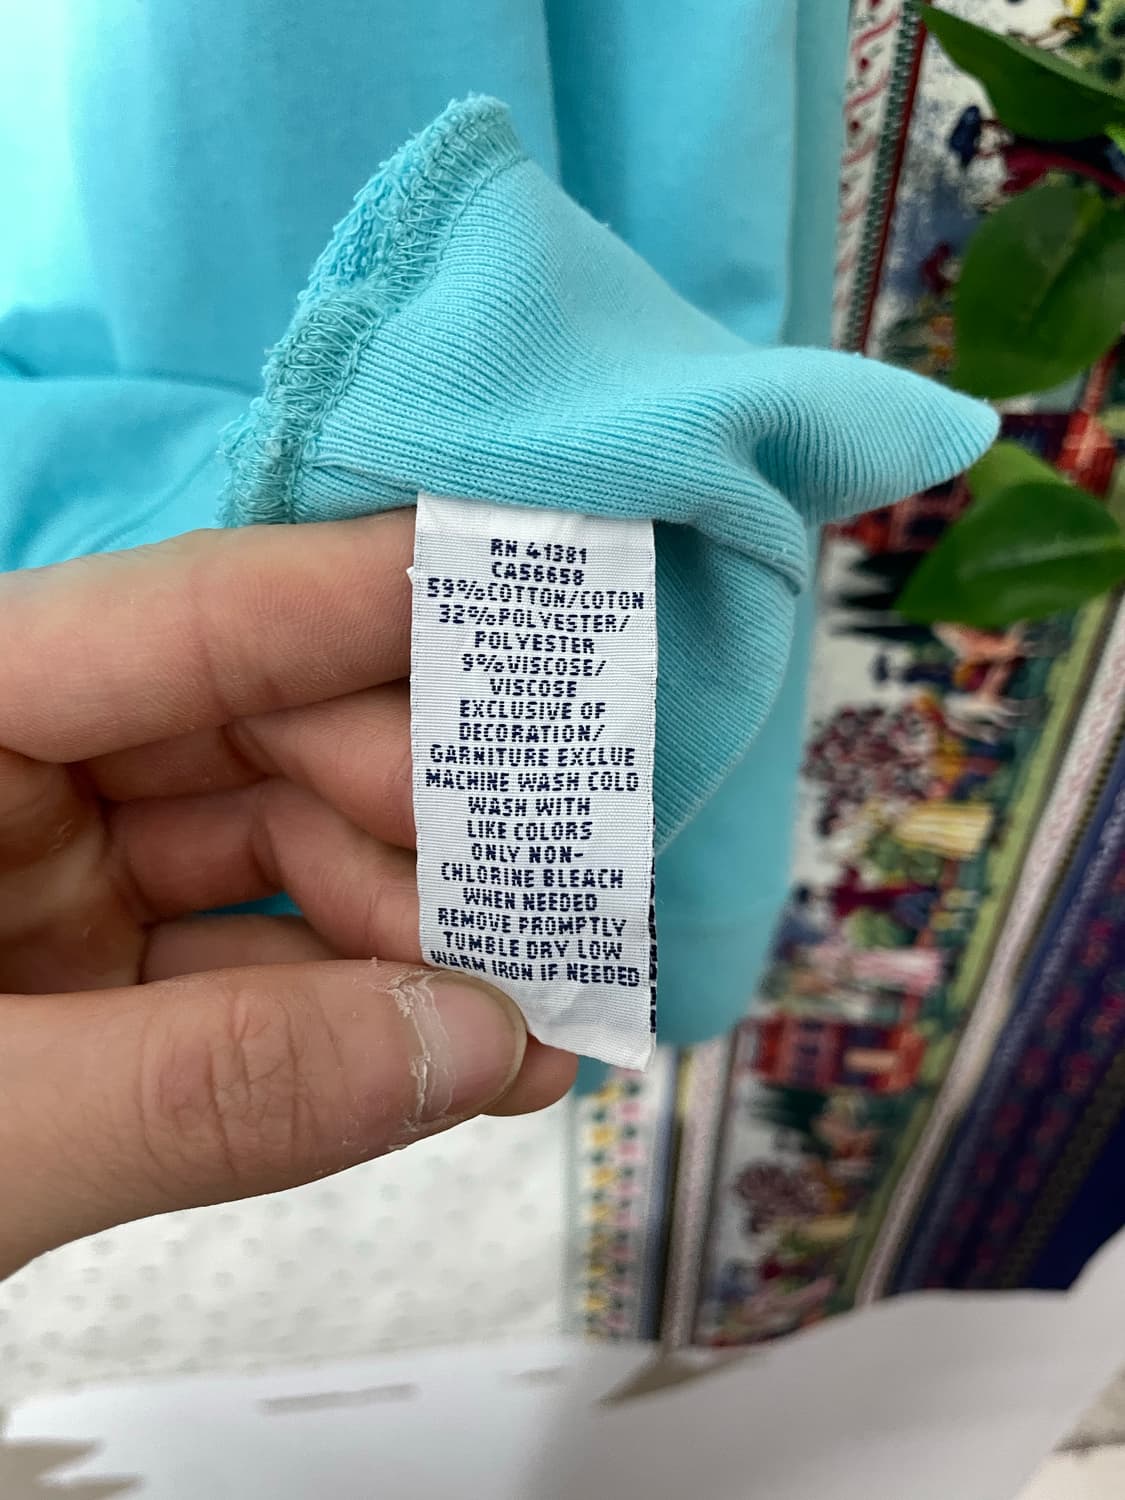 RN 41381
CA56658
59%COTTON/COTON
32%POLYESTER/
POLYESTER
9%VISCOSE/
VISCOSE
EXCLUSIVE OF
DECORATION/
GARNITURE EXCLUE
MACHINE WASH COLD
WASH WITH
LIKE COLORS
ONLY NON-
CHLORINE BLEACH
WHEN NEEDED
REMOVE PROMPTLY
TUMBLE DRY LOW
WARM IRON IF NEEDED